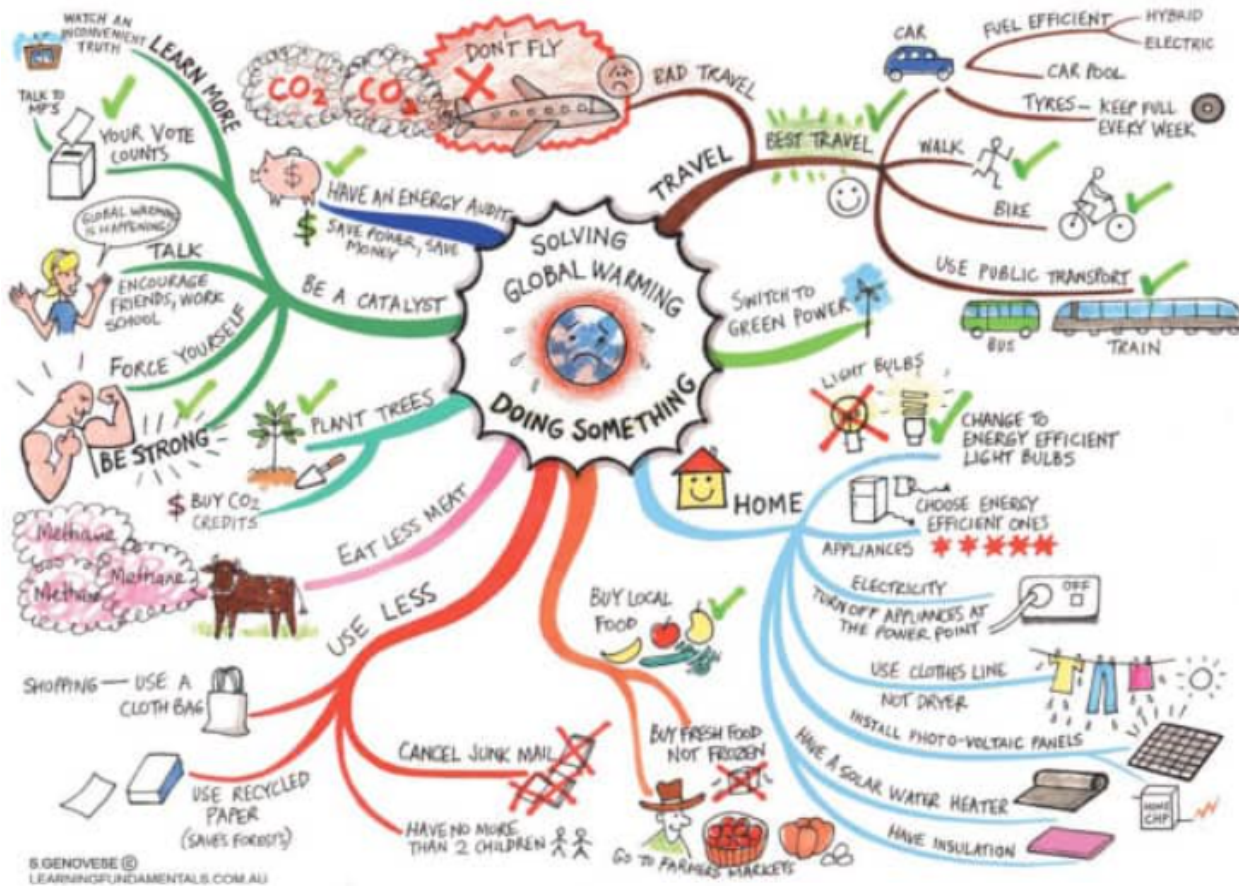 WATCH AN
INCONVENIENT
TRUTH
LEARN MORE
TALK TO
MP'S
YOUR VOTE
COUNTS
GLOBAL WARMING
IS HAPPENING!
TALK
ENCOURAGE
FRIENDS, WORK
SCHOOL
FORCE YOURSELF
BE STRONG
BE A CATALYST
CO2
CO2
DON'T FLY
BAD TRAVEL
TRAVEL
BEST TRAVEL
CAR
FUEL EFFICIENT
HYBRID
ELECTRIC
CAR POOL
TYRES – KEEP FULL
EVERY WEEK
WALK
BIKE
USE PUBLIC TRANSPORT
BUS
TRAIN
$
HAVE AN ENERGY AUDIT
$ SAVE POWER, SAVE
MONEY
SOLVING
GLOBAL WARMING
DOING SOMETHING
SWITCH TO
GREEN POWER
PLANT TREES
$ BUY CO2
CREDITS
EAT LESS MEAT
Methane
Methane
Methane
USE LESS
SHOPPING — USE A
CLOTH BAG
USE RECYCLED
PAPER
(SAVES FORESTS)
CANCEL JUNK MAIL
HAVE NO MORE
THAN 2 CHILDREN
BUY LOCAL
FOOD
BUY FRESH FOOD
NOT FROZEN
GO TO FARMERS MARKETS
HOME
LIGHT BULBS
CHANGE TO
ENERGY EFFICIENT
LIGHT BULBS
CHOOSE ENERGY
EFFICIENT ONES
APPLIANCES
ELECTRICITY
TURN OFF APPLIANCES AT
THE POWER POINT
OFF
USE CLOTHES LINE
NOT DRYER
INSTALL PHOTO-VOLTAIC PANELS
HOME
CHP
HAVE A SOLAR WATER HEATER
HAVE INSULATION
S.GENOVESE ©
LEARNINGFUNDAMENTALS.COM.AU